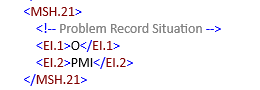 <MSH.21>
<!-- Problem Record Situation -->
<EI.1>O</EI.1>
<EI.2>PMI</EI.2>
</MSH.21>